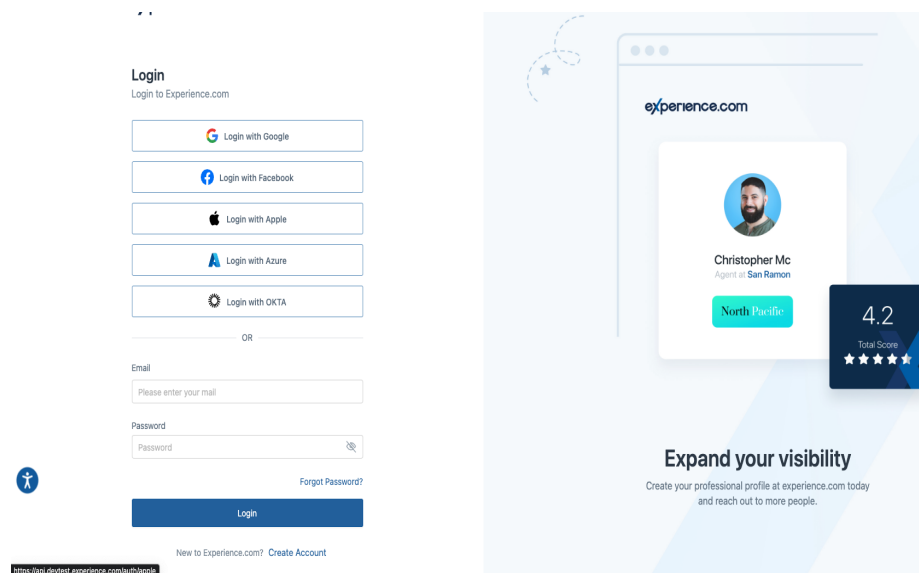 Login
Login to Experience.com
Login with Google
Login with Facebook
Login with Apple
Login with Azure
Login with OKTA
OR
Email
Please enter your mail
Password
Password
Forgot Password?
Login
New to Experience.com? Create Account
https://api.devtest.experience.com/auth/apple
experience.com
Christopher Mc
Agent at San Ramon
North Pacific
4.2
Total Score
Expand your visibility
Create your professional profile at experience.com today
and reach out to more people.